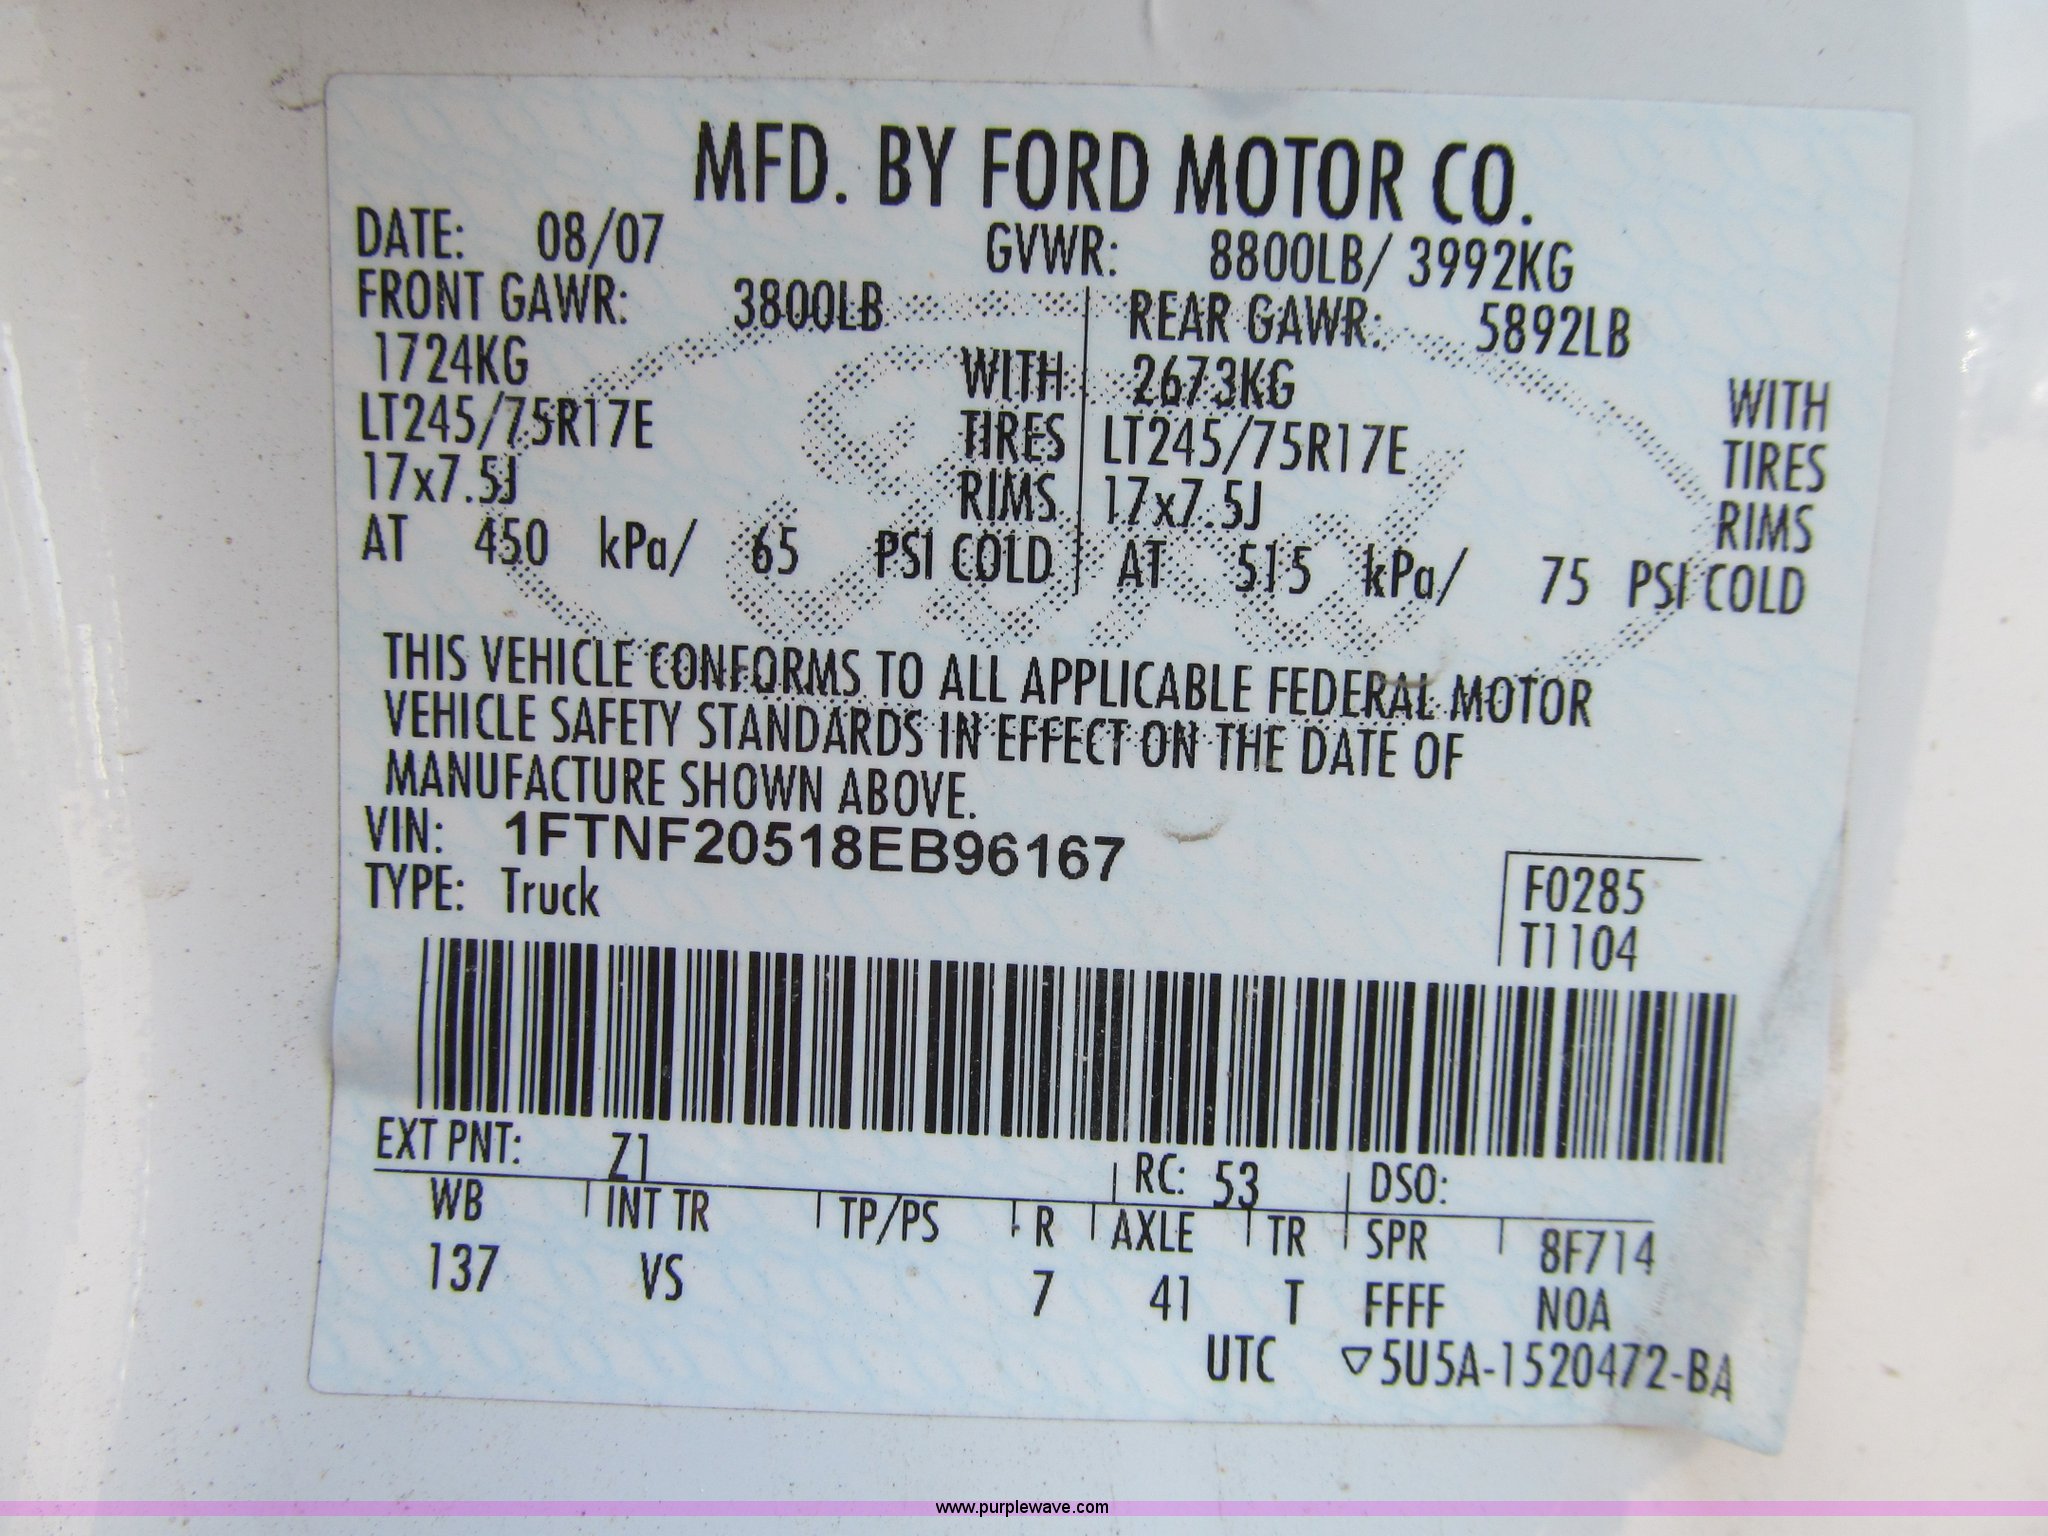 MFD. BY FORD MOTOR CO.
DATE: 08/07 GVWR: 8800LB/ 3992KG
FRONT GAWR: 3800LB REAR GAWR: 5892LB
1724KG WITH 2673KG WITH
LT245/75R17E TIRES LT245/75R17E TIRES
17x7.5J RIMS 17x7.5J RIMS
AT 450 kPa/ 65 PSI COLD AT 515 kPa/ 75 PSI COLD
THIS VEHICLE CONFORMS TO ALL APPLICABLE FEDERAL MOTOR
VEHICLE SAFETY STANDARDS IN EFFECT ON THE DATE OF
MANUFACTURE SHOWN ABOVE.
VIN: 1FTNF20518EB96167
TYPE: Truck
F0285
T1104
EXT PNT: Z1 RC: 53 DSO:
WB INT TR TP/PS R AXLE TR SPR 8F714
137 VS 7 41 T FFFF NOA
UTC ▽5U5A-1520472-BA
Ford
www.purplewave.com